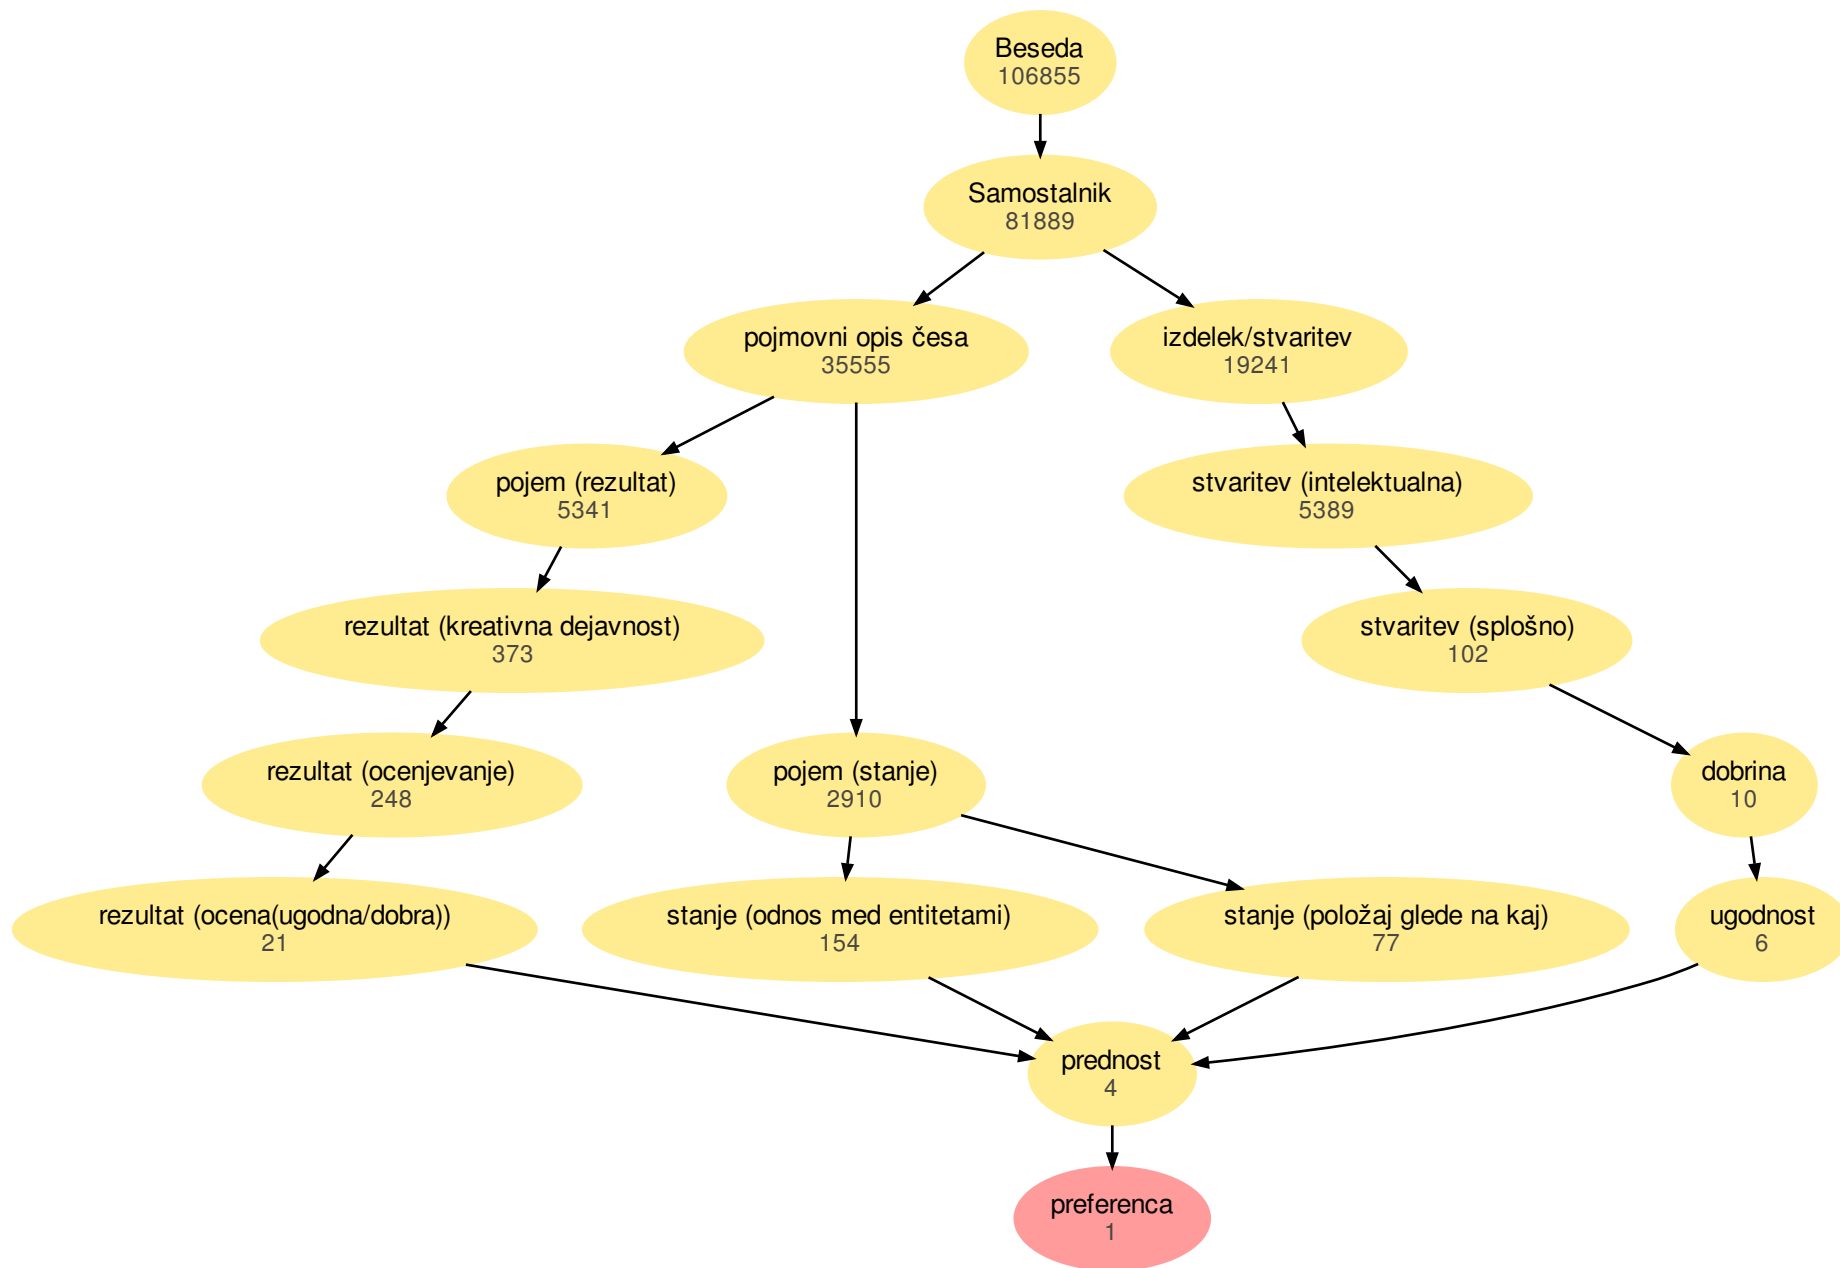 Beseda
106855
Samostalnik
81889
pojmovni opis česa
35555
izdelek/stvaritev
19241
pojem (rezultat)
5341
stvaritev (intelektualna)
5389
rezultat (kreativna dejavnost)
373
stvaritev (splošno)
102
rezultat (ocenjevanje)
248
pojem (stanje)
2910
dobrina
10
rezultat (ocena(ugodna/dobra))
21
stanje (odnos med entitetami)
154
stanje (položaj glede na kaj)
77
ugodnost
6
prednost
4
preferenca
1